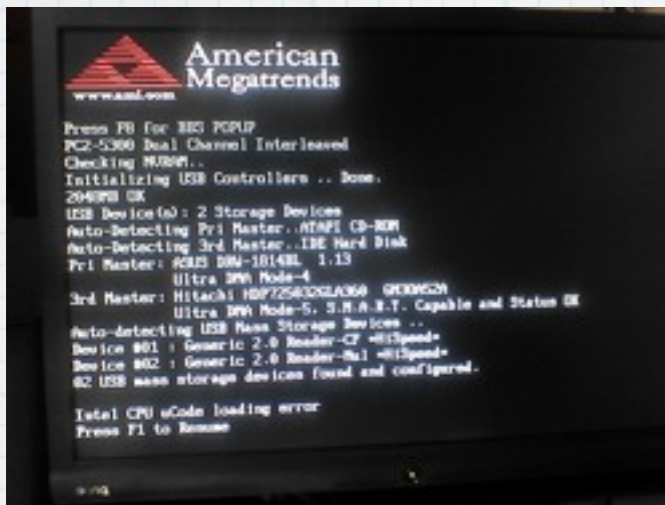 American
Megatrends
www.ami.com
Press F8 for BBS POPUP
PC2-5300 Dual Channel Interleaved
Checking NVRAM..
Initializing USB Controllers .. Done.
2048MB OK
USB Device(s): 2 Storage Devices
Auto-Detecting Pri Master..ATAPI CD-ROM
Auto-Detecting 3rd Master..IDE Hard Disk
Pri Master: ASUS DRW-1814BL 1.13
Ultra DMA Mode-4
3rd Master: Hitachi HDP725032GLA360 GM3OA52A
Ultra DMA Mode-5, S.M.A.R.T. Capable and Status OK
Auto-detecting USB Mass Storage Devices ..
Device #01 : Generic 2.0 Reader-CF *HiSpeed*
Device #02 : Generic 2.0 Reader-Mul *HiSpeed*
02 USB mass storage devices found and configured.
Intel CPU uCode loading error
Press F1 to Resume